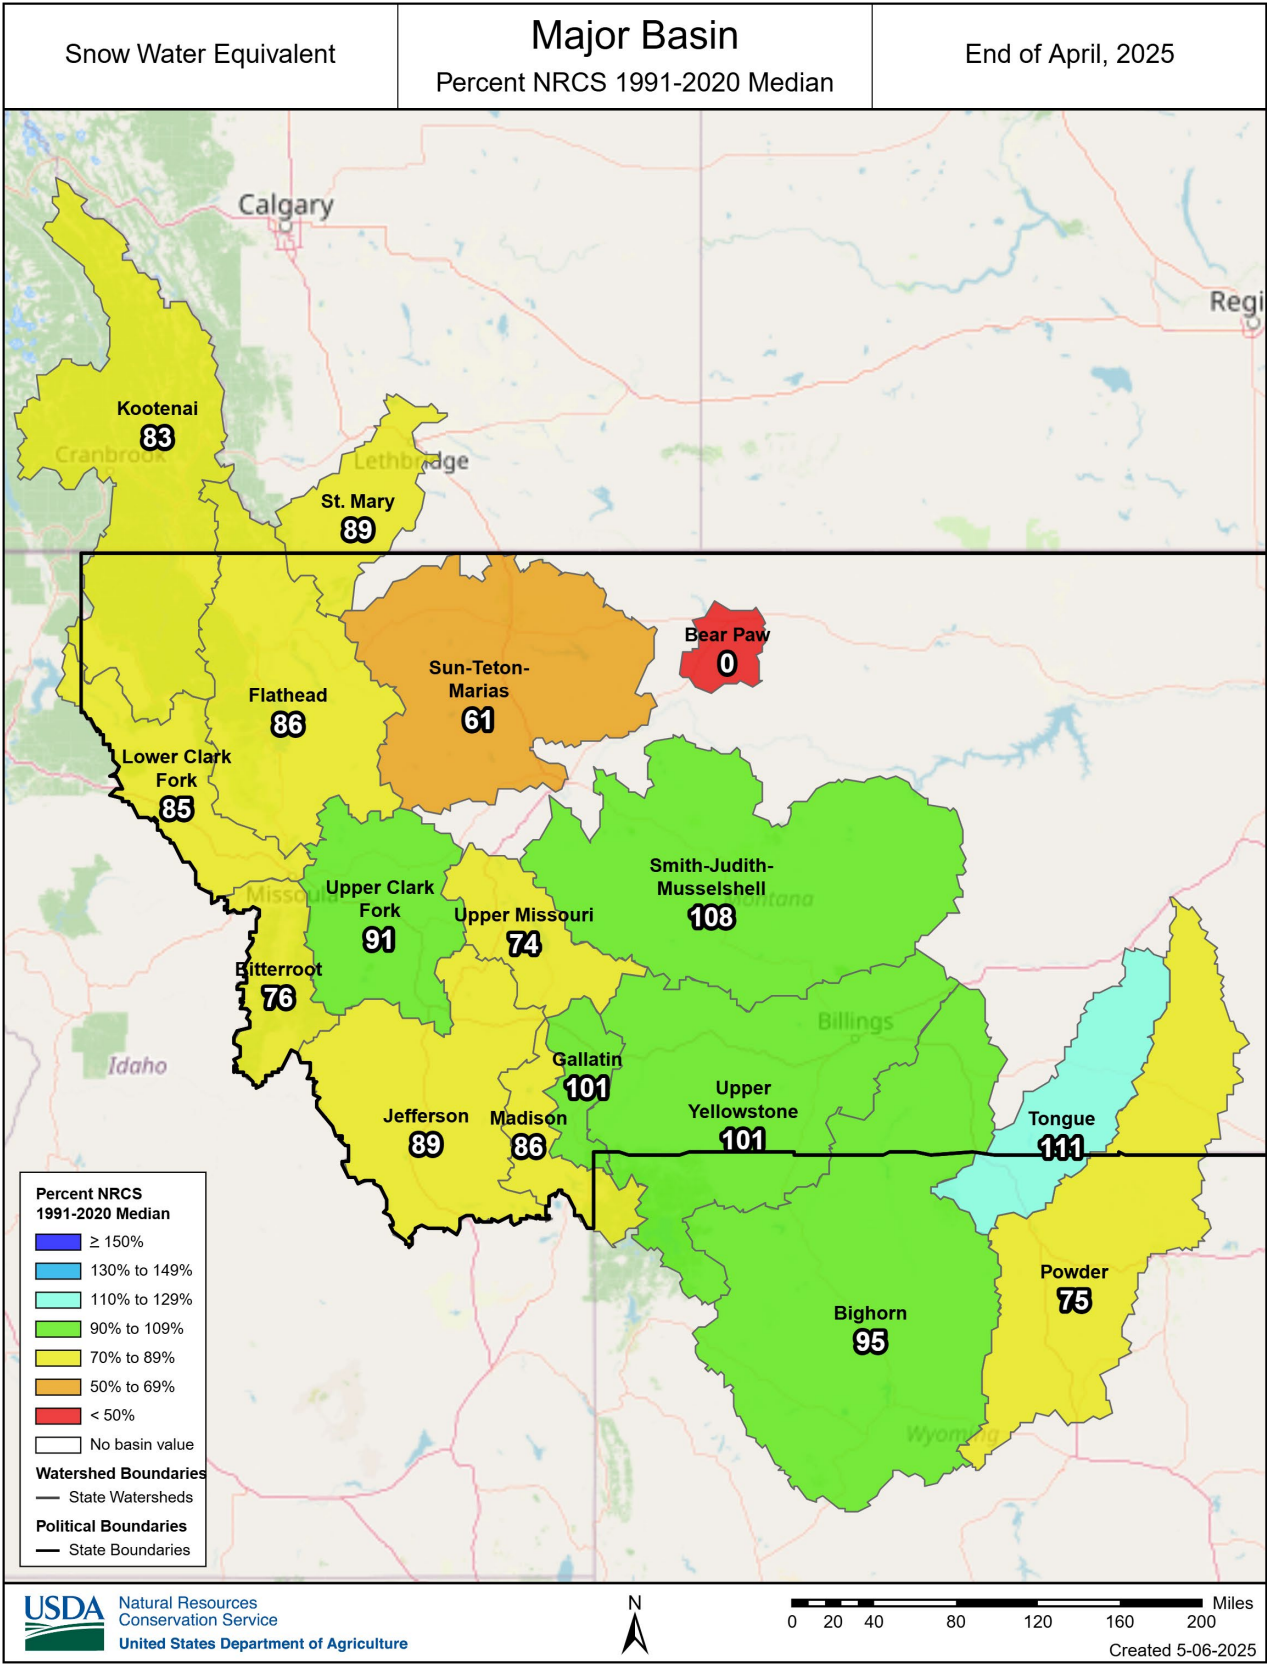 Snow Water Equivalent
Major Basin
Percent NRCS 1991-2020 Median
End of April, 2025
Calgary
Regi
Kootenai
83
Cranbrook
Lethbridge
St. Mary
89
Bear Paw
0
Sun-Teton-
Marias
61
Flathead
86
Lower Clark
Fork
85
Smith-Judith-
Musselshell
108
Montana
Missoula
Upper Clark
Fork
91
Upper Missouri
74
Bitterroot
76
Billings
Idaho
Gallatin
101
Upper
Yellowstone
101
Jefferson
89
Madison
86
Tongue
111
Powder
75
Bighorn
95
Wyoming
Percent NRCS
1991-2020 Median
≥ 150%
130% to 149%
110% to 129%
90% to 109%
70% to 89%
50% to 69%
< 50%
No basin value
Watershed Boundaries
State Watersheds
Political Boundaries
State Boundaries
USDA
Natural Resources
Conservation Service
United States Department of Agriculture
N
Miles
0 20 40 80 120 160 200
Created 5-06-2025